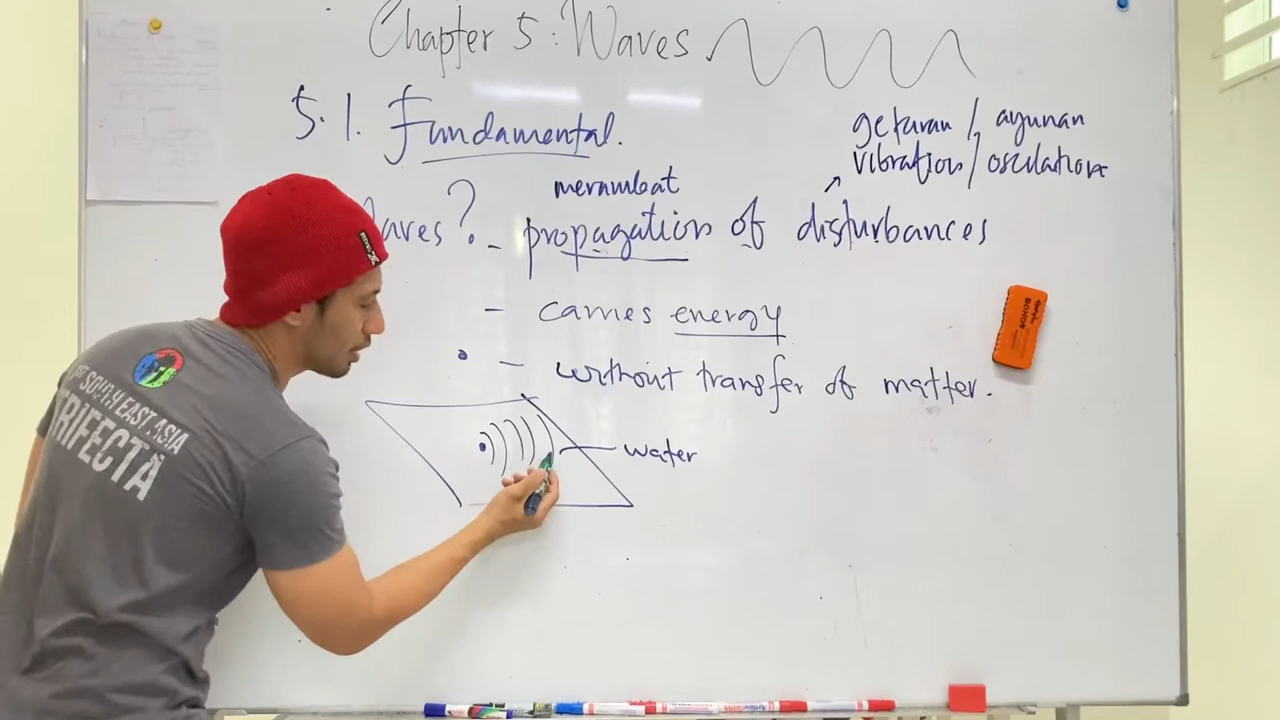 Chapter 5: Waves
5.1. Fundamental.
getaran / ayunan
vibration / oscillation
merambat
Waves? - propagation of disturbances
- carries energy
- without transfer of matter.
water
SOUTH EAST ASIA
TRIFECTA